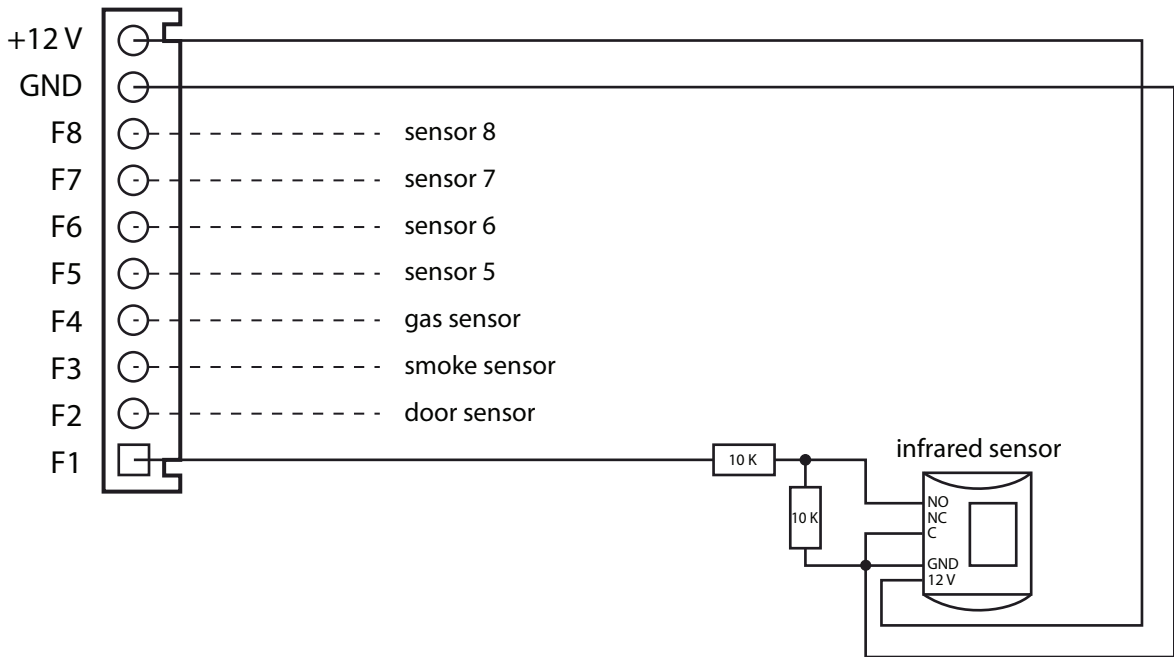 +12 V
GND
F8
sensor 8
F7
sensor 7
F6
sensor 6
F5
sensor 5
F4
gas sensor
F3
smoke sensor
F2
door sensor
F1
10 K
10 K
infrared sensor
NO
NC
C
GND
12 V